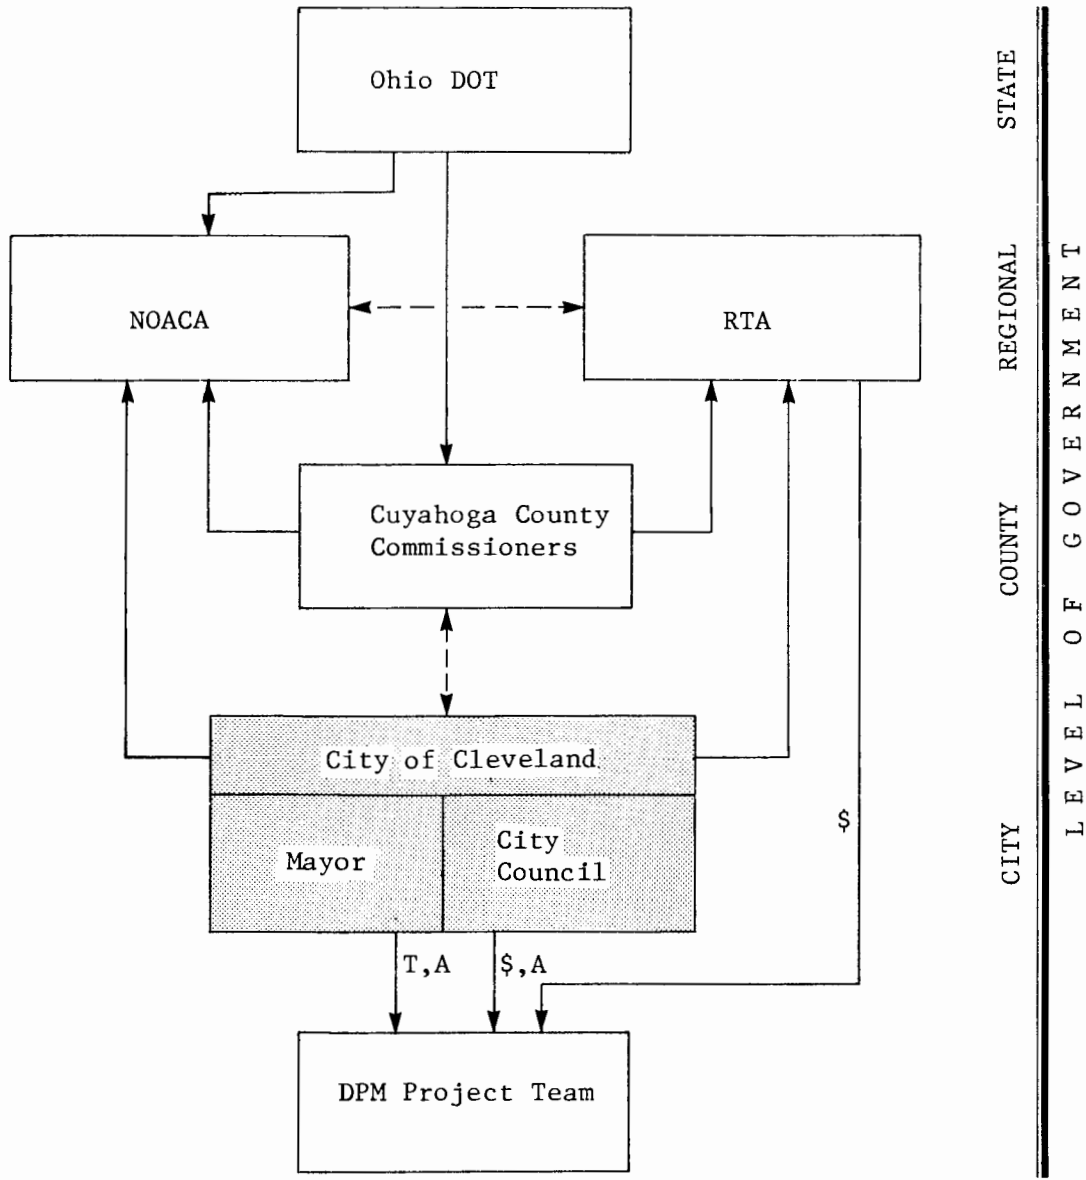 Ohio DOT
STATE
NOACA
RTA
REGIONAL
Cuyahoga County
Commissioners
COUNTY
City of Cleveland
Mayor
City
Council
$
CITY
T,A
$,A
DPM Project Team
LEVEL OF GOVERNMENT